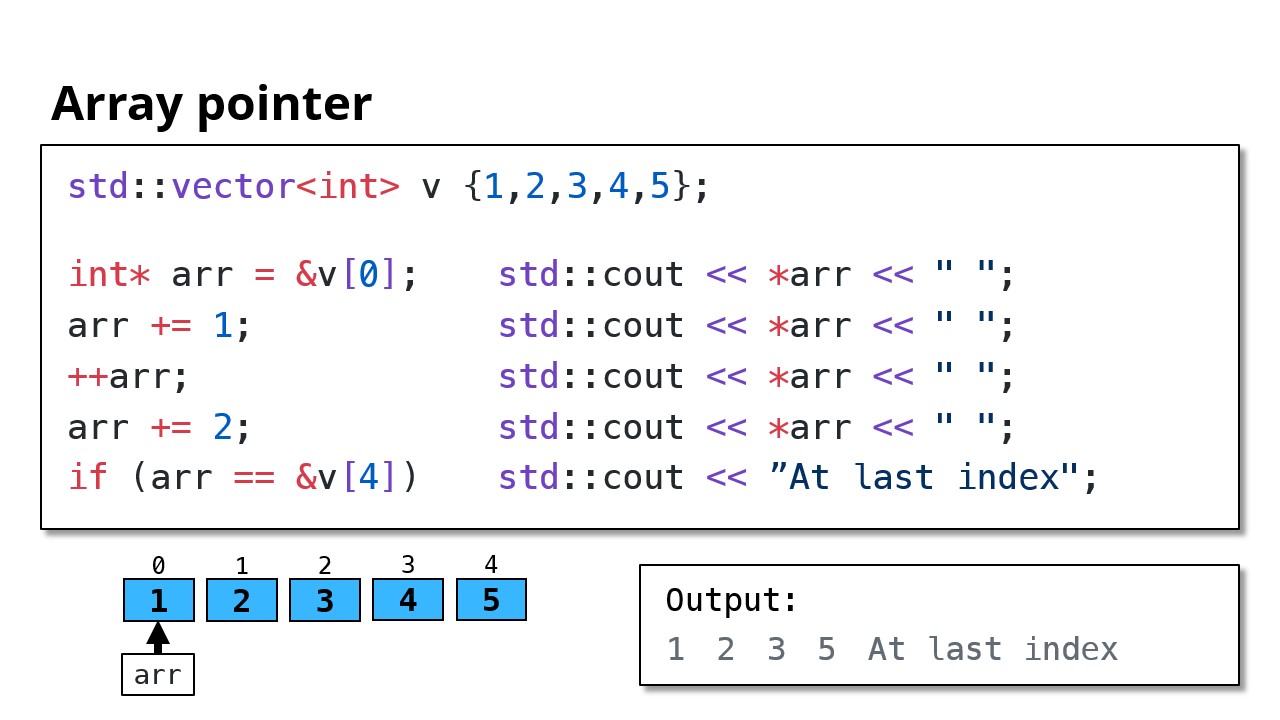 Array pointer
std::vector<int> v {1,2,3,4,5};
int* arr = &v[0];    std::cout << *arr << " ";
arr += 1;            std::cout << *arr << " ";
++arr;               std::cout << *arr << " ";
arr += 2;            std::cout << *arr << " ";
if (arr == &v[4])    std::cout << ”At last index";
0 1 2 3 4
1 2 3 4 5
arr
Output:
1 2 3 5 At last index